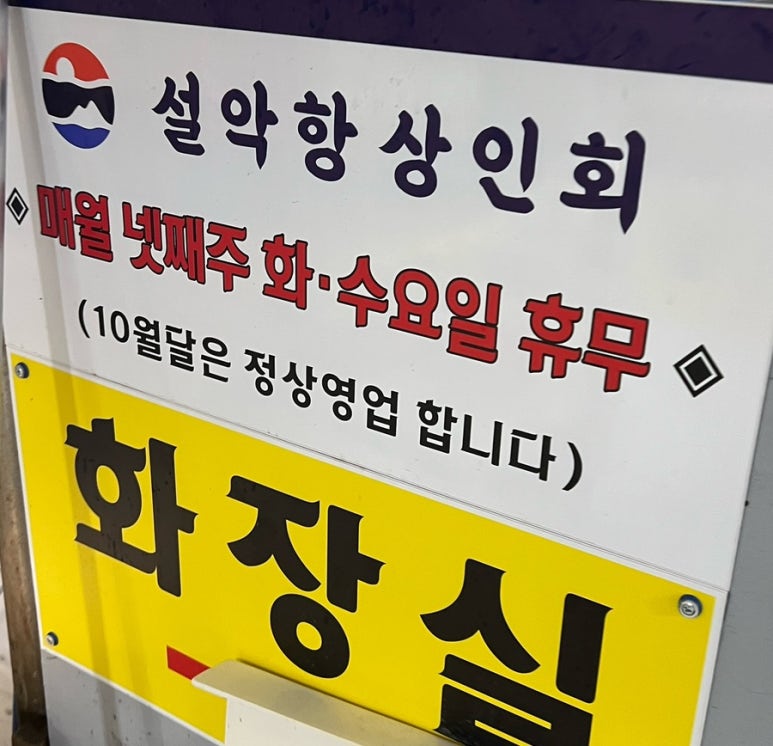 설악항 상인회
매월 넷째주 화·수요일 휴무
(10월달은 정상영업 합니다)
화장실